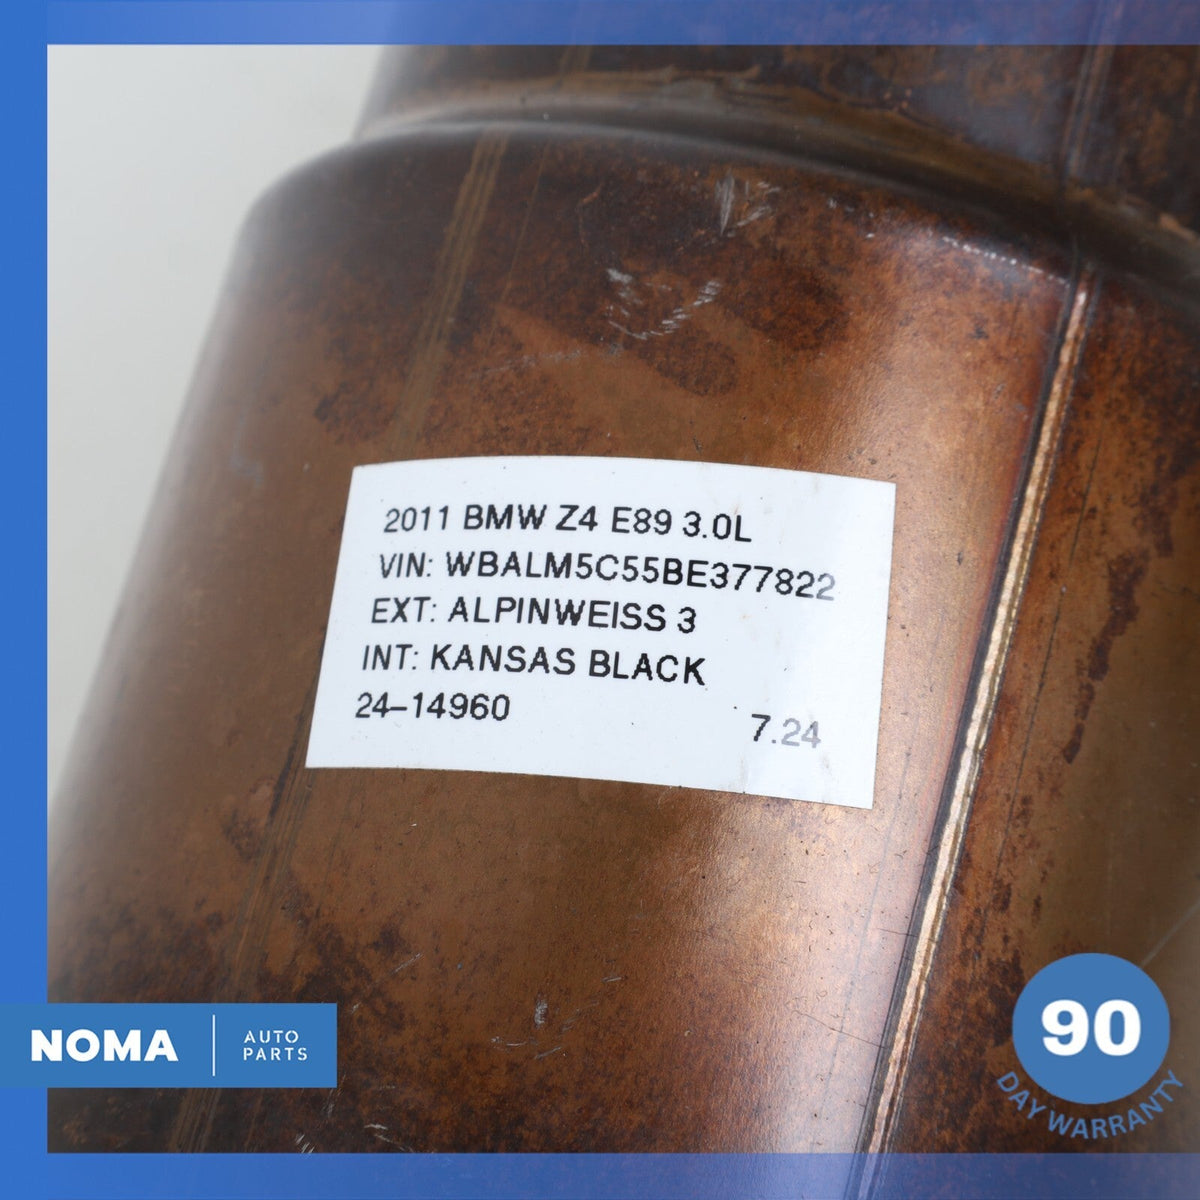 2011 BMW Z4 E89 3.0L
VIN: WBALM5C55BE377822
EXT: ALPINWEISS 3
INT: KANSAS BLACK
24-14960
7.24
NOMA
AUTO
PARTS
90
DAY WARRANTY